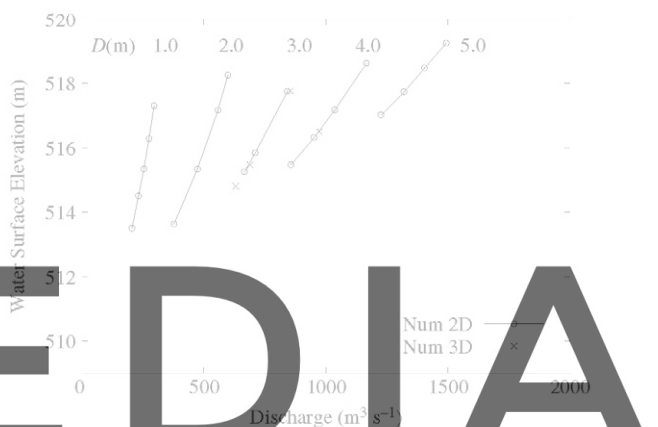 520
D(m) 1.0 2.0 3.0 4.0 5.0
518
516
514
512
510
Water Surface Elevation (m)
Num 2D
Num 3D
0 500 1000 1500 2000
Discharge (m³ s⁻¹)
EDIA